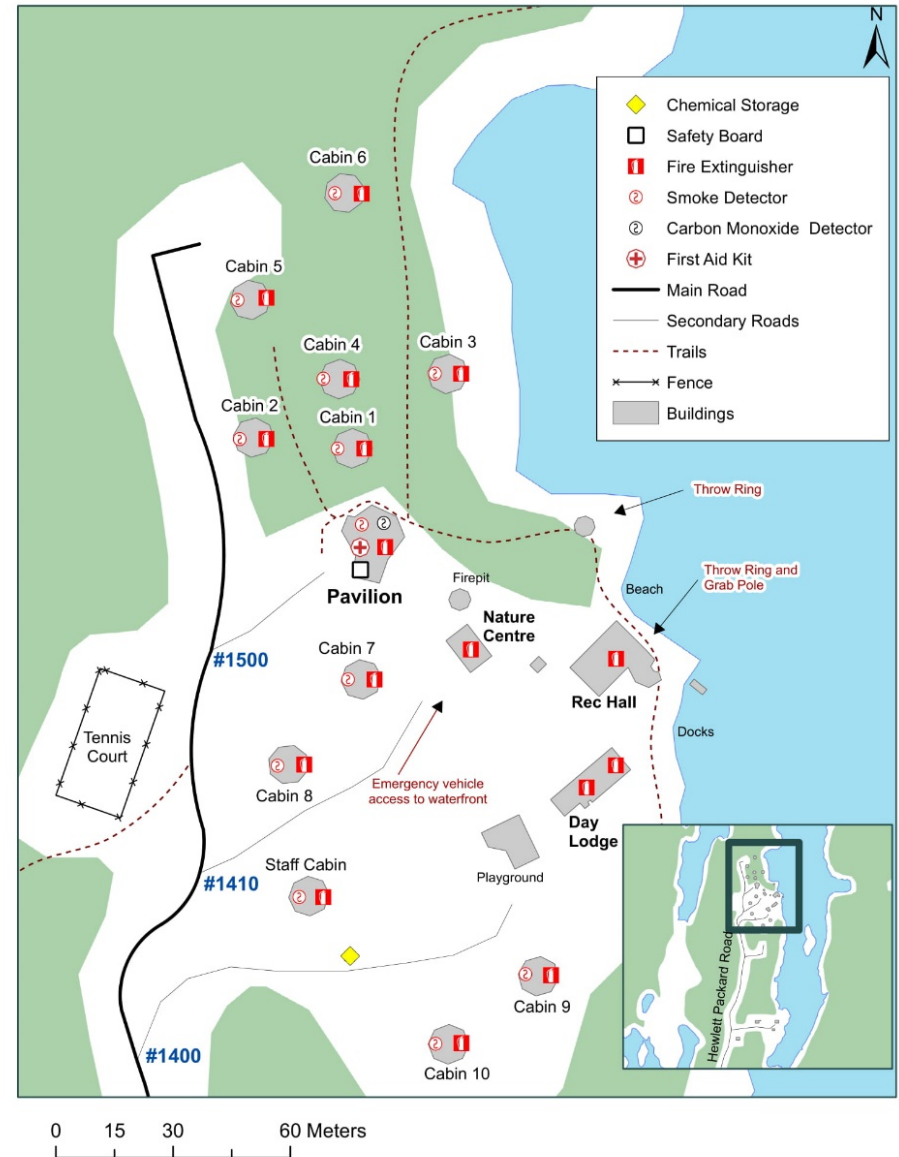 N
Chemical Storage
Safety Board
Fire Extinguisher
Smoke Detector
Carbon Monoxide Detector
First Aid Kit
Main Road
Secondary Roads
Trails
Fence
Buildings
Cabin 6
Cabin 5
Cabin 4
Cabin 3
Cabin 2
Cabin 1
Throw Ring
Throw Ring and
Grab Pole
Beach
Firepit
Pavilion
Nature
Centre
#1500
Cabin 7
Rec Hall
Tennis
Court
Docks
Emergency vehicle
access to waterfront
Cabin 8
Day
Lodge
Staff Cabin
#1410
Playground
Cabin 9
Hewlett Packard Road
#1400
Cabin 10
0 15 30 60 Meters